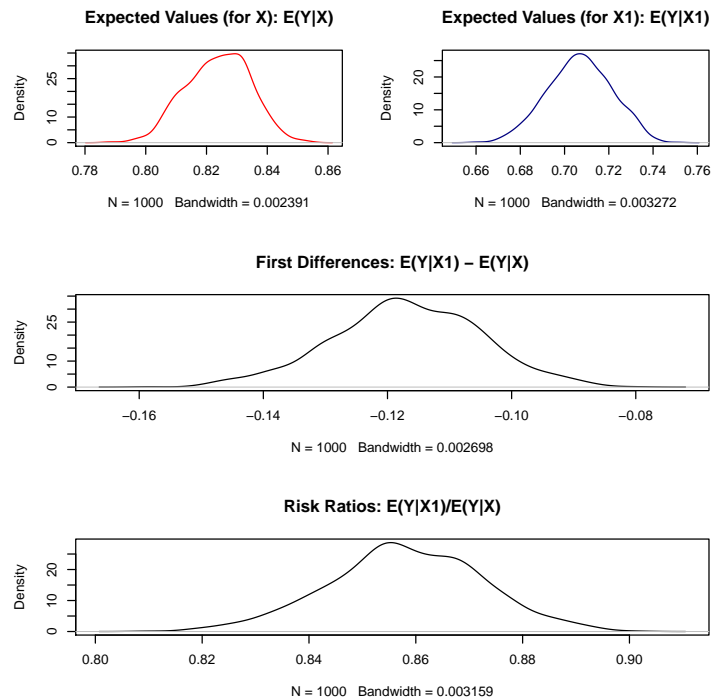 Expected Values (for X): E(Y|X)
Density
0 10 25
0.78 0.80 0.82 0.84 0.86
N = 1000 Bandwidth = 0.002391
Expected Values (for X1): E(Y|X1)
Density
0 10 20
0.66 0.68 0.70 0.72 0.74 0.76
N = 1000 Bandwidth = 0.003272
First Differences: E(Y|X1) − E(Y|X)
Density
0 10 25
−0.16 −0.14 −0.12 −0.10 −0.08
N = 1000 Bandwidth = 0.002698
Risk Ratios: E(Y|X1)/E(Y|X)
Density
0 10 20
0.80 0.82 0.84 0.86 0.88 0.90
N = 1000 Bandwidth = 0.003159